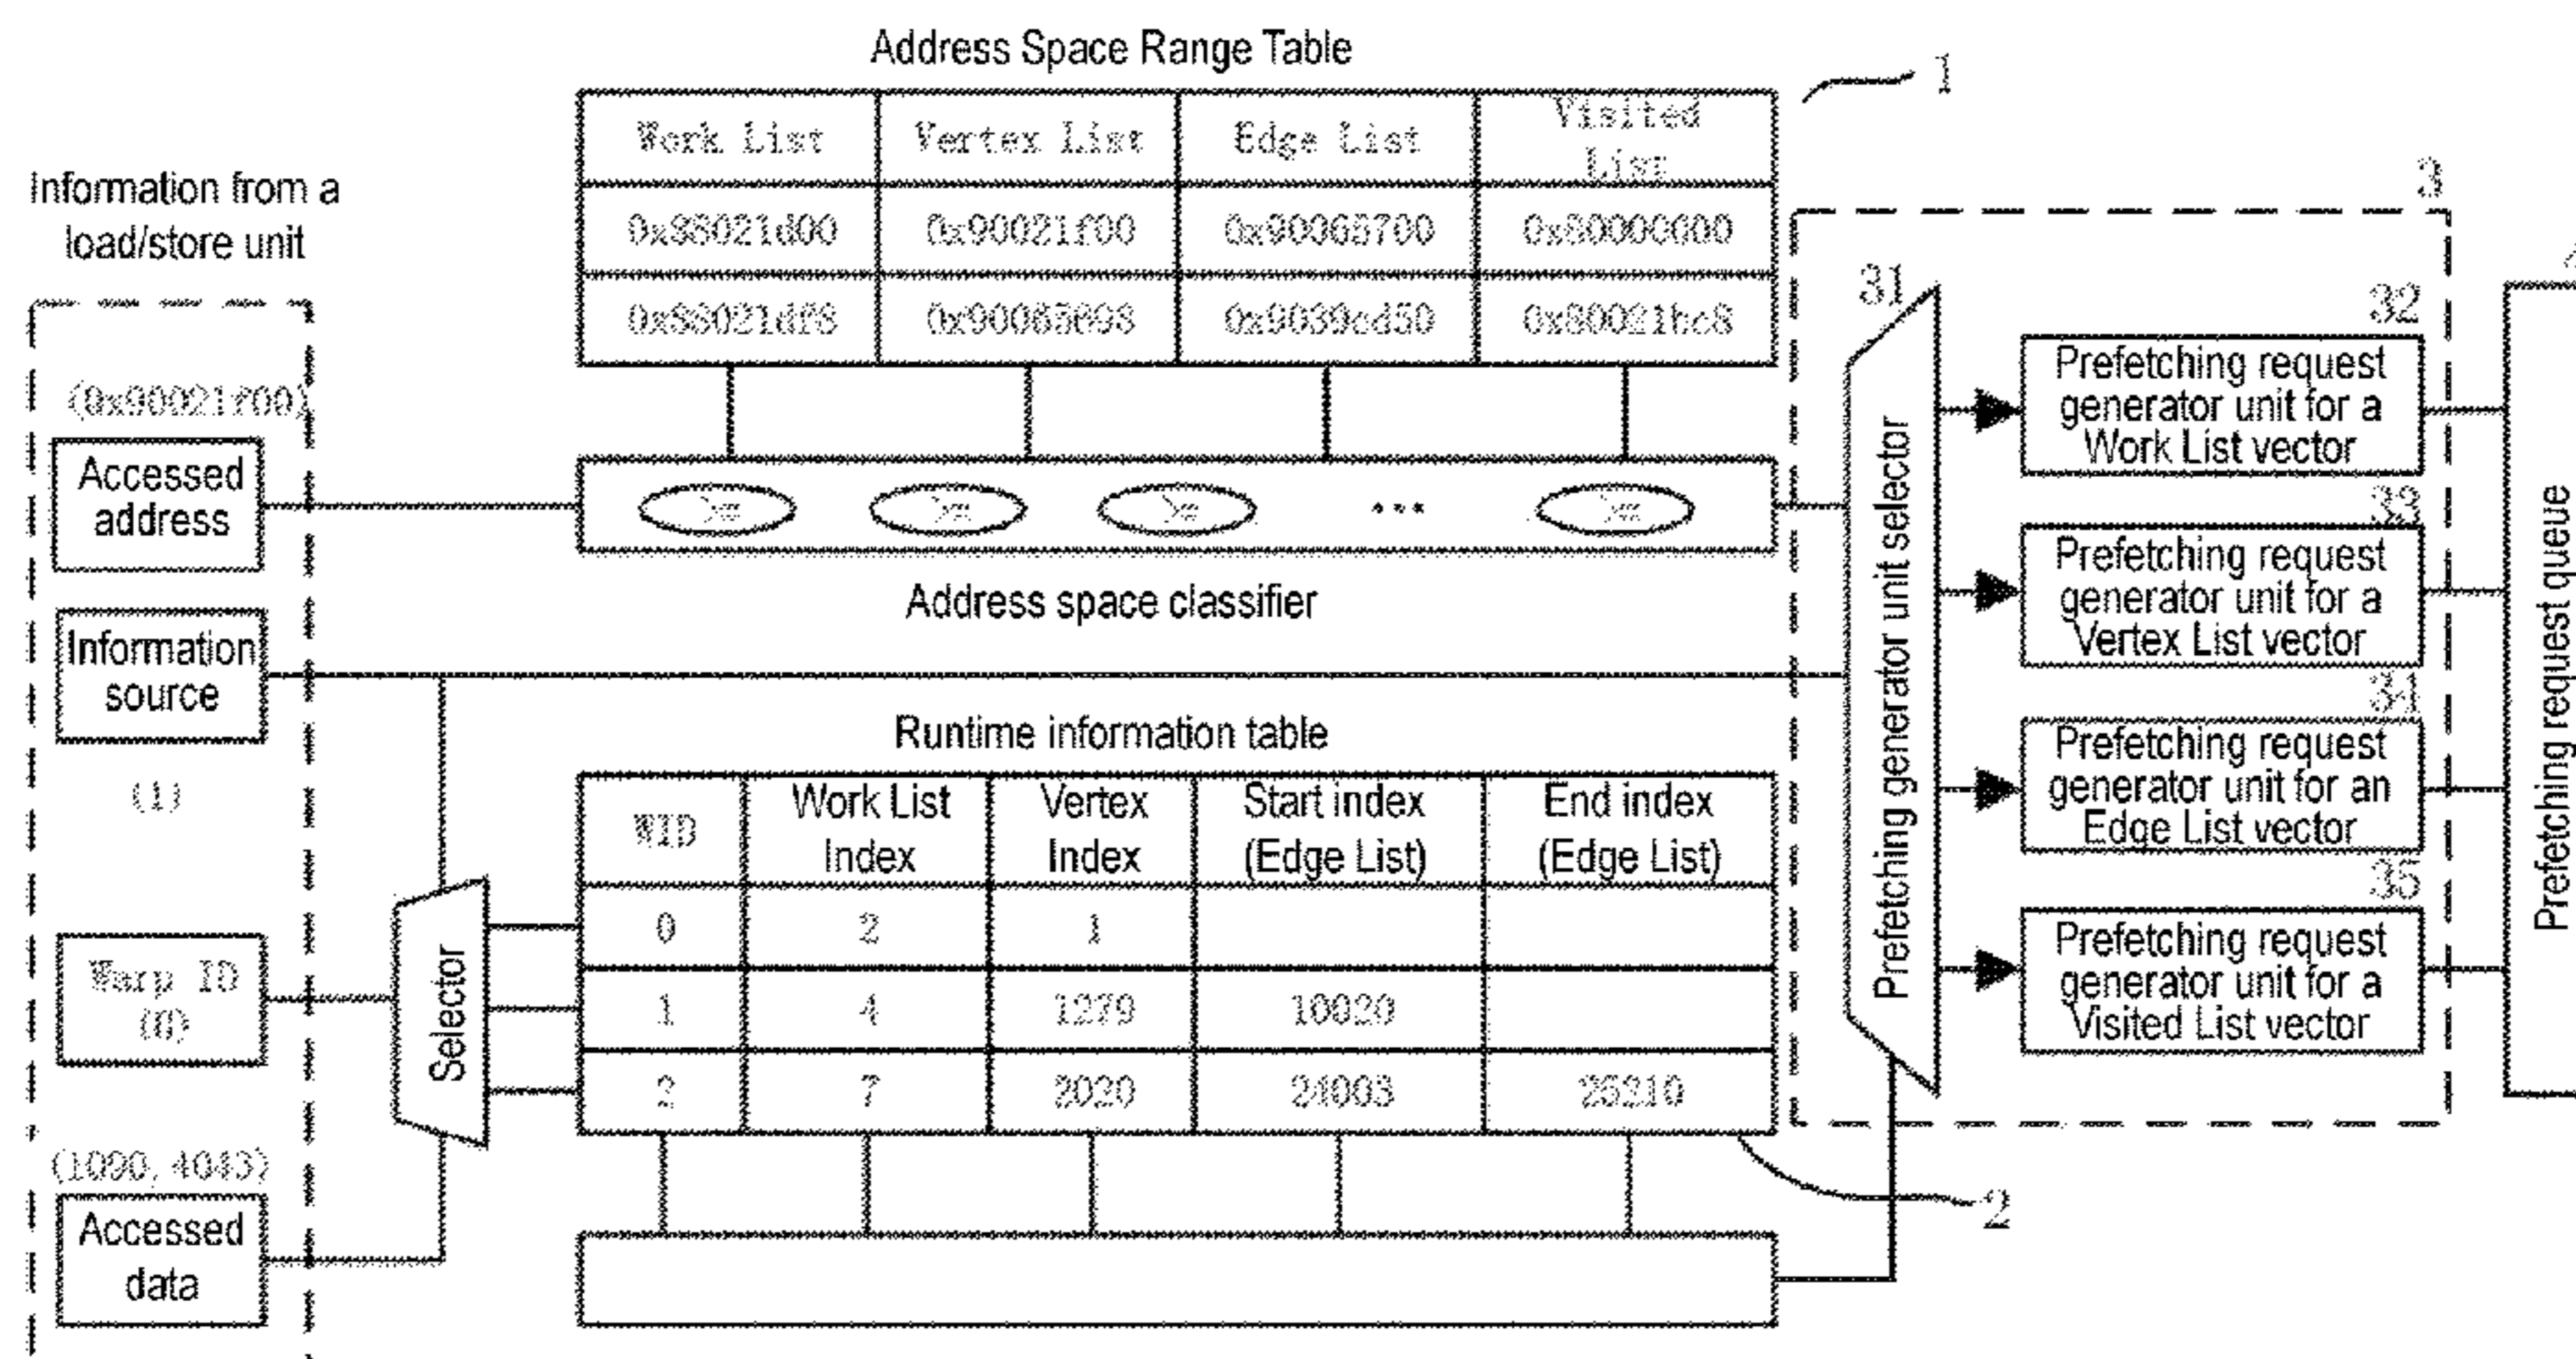 Address Space Range Table
1
Work List
Vertex List
Edge List
Visited
List
0x88021d00
0x90021f00
0x90065700
0x80000600
0x88021df8
0x90065698
0x9039cd50
0x80021bc8
Information from a
load/store unit
(0x90021f00)
Accessed
address
Information
source
(1)
Warp ID
(0)
(1090, 4043)
Accessed
data
>=
>=
>=
...
>=
Address space classifier
Runtime information table
Selector
WID
Work List
Index
Vertex
Index
Start index
(Edge List)
End index
(Edge List)
0
2
1
1
4
1279
10020
2
7
2020
24003
25210
2
3
31
Prefetching generator unit selector
32
Prefetching request
generator unit for a
Work List vector
33
Prefetching request
generator unit for a
Vertex List vector
34
Prefetching request
generator unit for an
Edge List vector
35
Prefetching request
generator unit for a
Visited List vector
Prefetching request queue